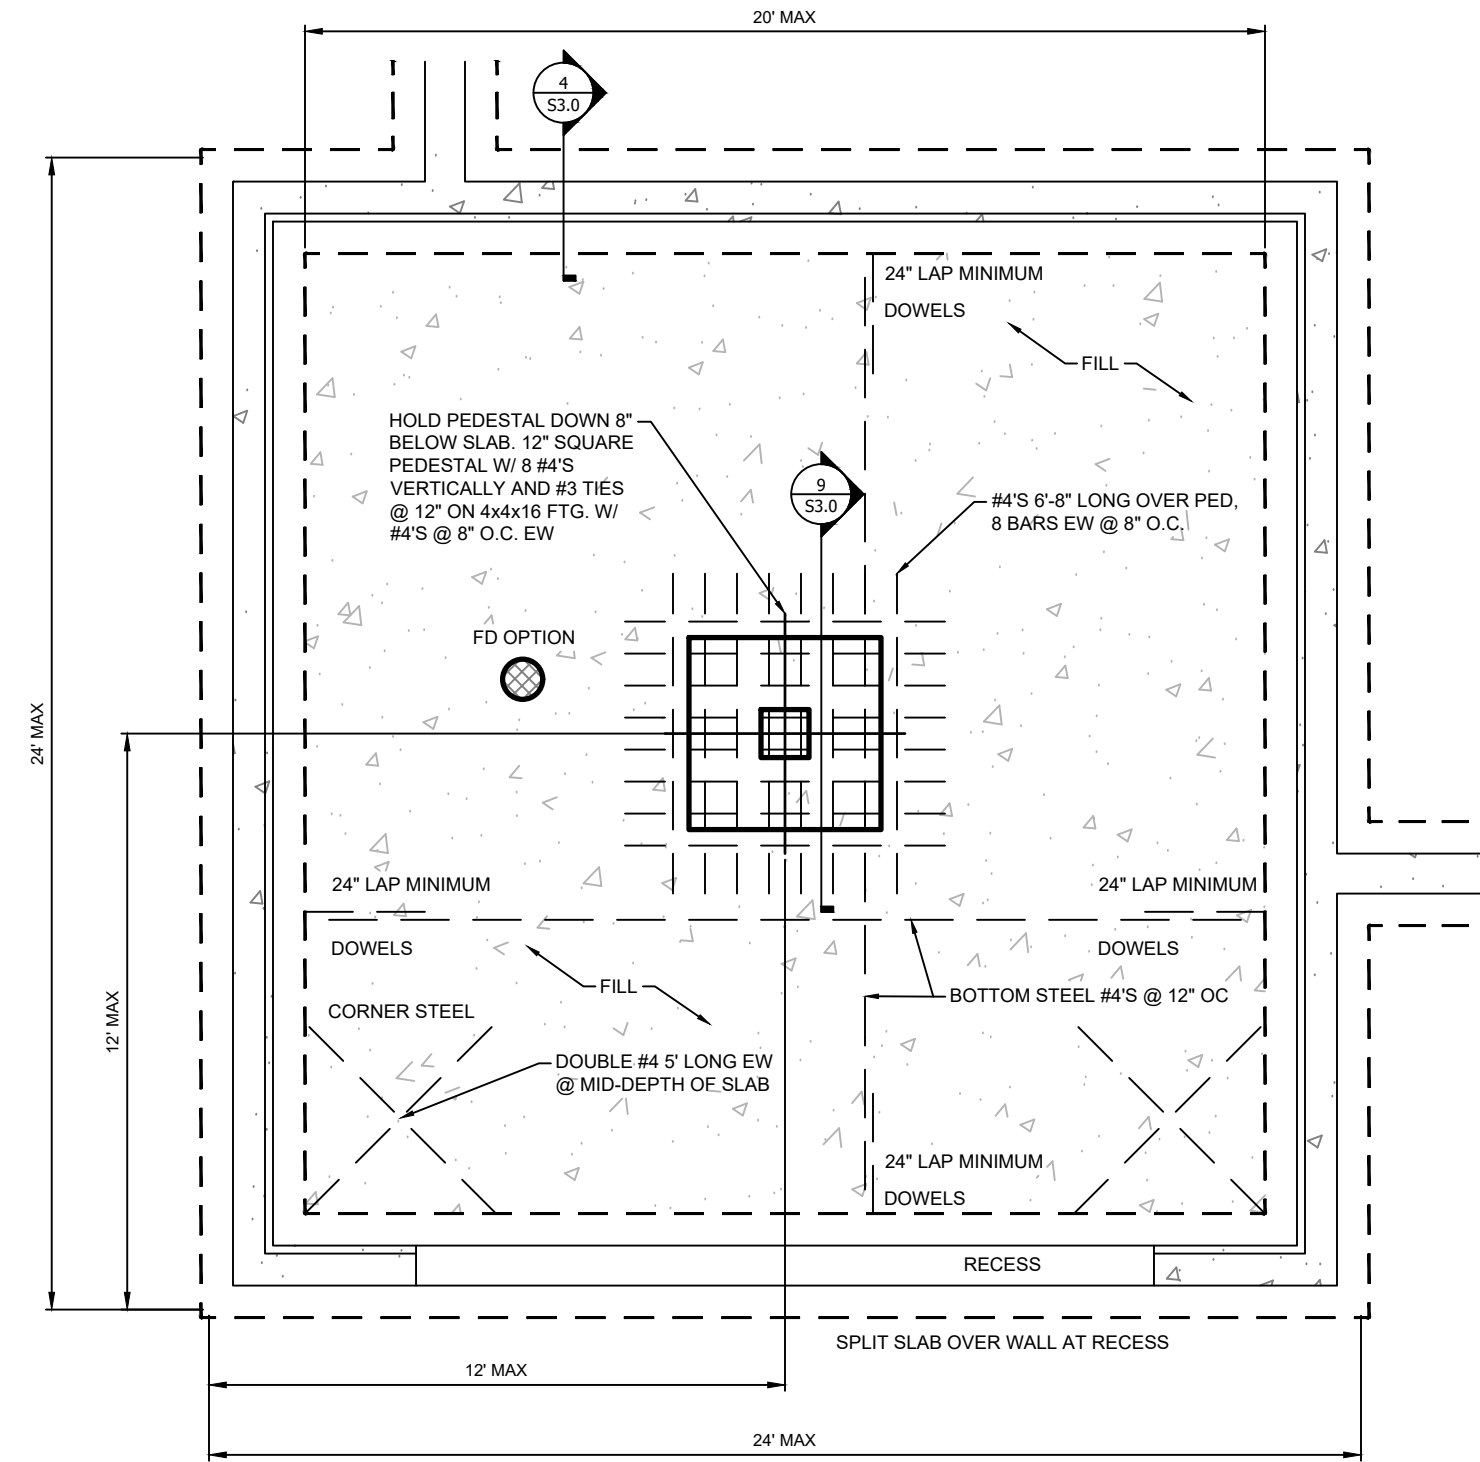 20' MAX
4
S3.0
24" LAP MINIMUM
DOWELS
FILL
HOLD PEDESTAL DOWN 8"
BELOW SLAB. 12" SQUARE
PEDESTAL W/ 8 #4'S
VERTICALLY AND #3 TIES
@ 12" ON 4x4x16 FTG. W/
#4'S @ 8" O.C. EW
9
S3.0
#4'S 6'-8" LONG OVER PED,
8 BARS EW @ 8" O.C.
FD OPTION
24' MAX
24" LAP MINIMUM
24" LAP MINIMUM
DOWELS
DOWELS
FILL
BOTTOM STEEL #4'S @ 12" OC
CORNER STEEL
12' MAX
DOUBLE #4 5' LONG EW
@ MID-DEPTH OF SLAB
24" LAP MINIMUM
DOWELS
RECESS
SPLIT SLAB OVER WALL AT RECESS
12' MAX
24' MAX